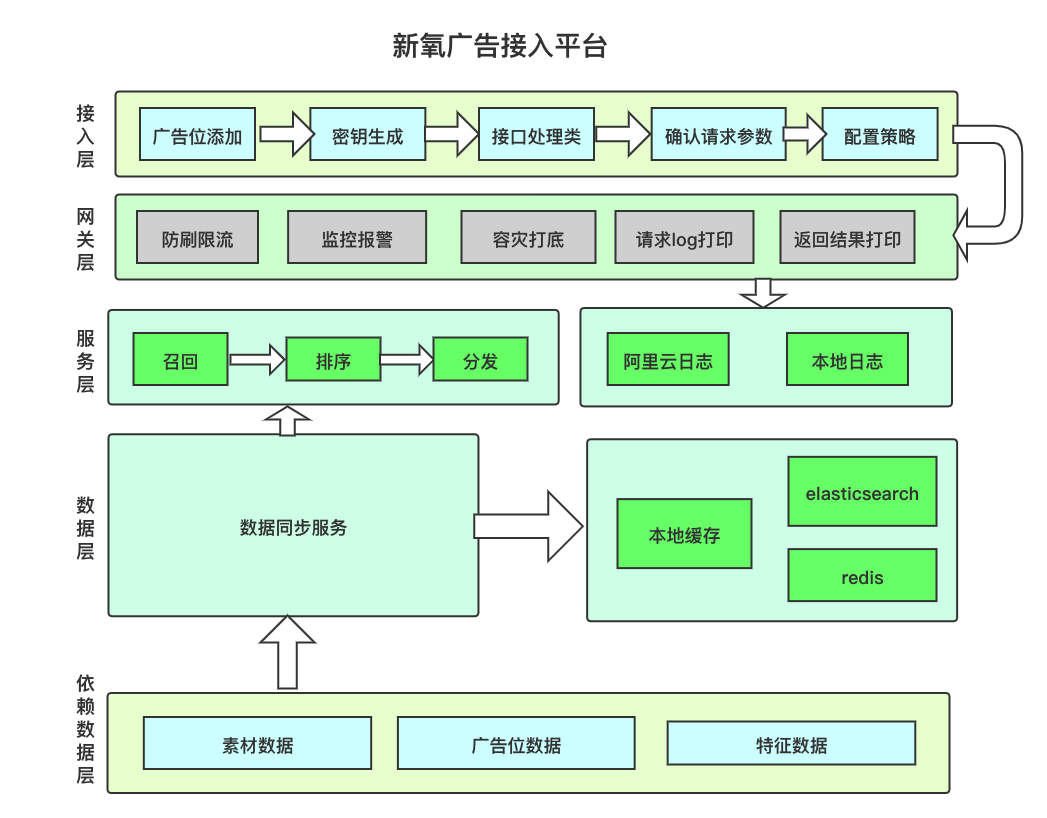 新氧广告接入平台
接入层
广告位添加
密钥生成
接口处理类
确认请求参数
配置策略
网关层
防刷限流
监控报警
容灾打底
请求log打印
返回结果打印
服务层
召回
排序
分发
阿里云日志
本地日志
数据层
数据同步服务
本地缓存
elasticsearch
redis
依赖数据层
素材数据
广告位数据
特征数据